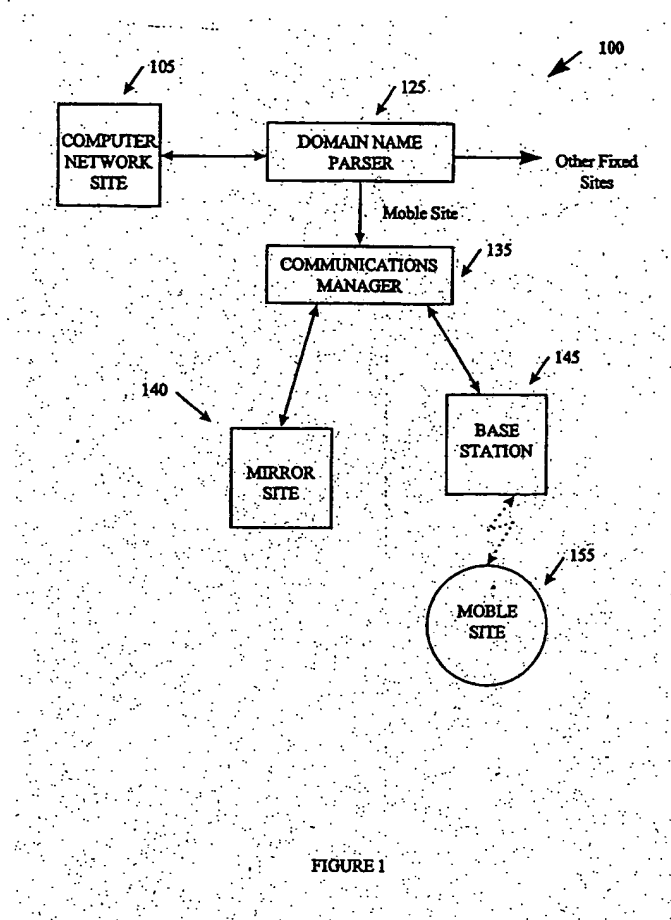 100
105
125
COMPUTER
NETWORK
SITE
DOMAIN NAME
PARSER
Other Fixed
Sites
Moble Site
135
COMMUNICATIONS
MANAGER
140
145
MIRROR
SITE
BASE
STATION
155
MOBLE
SITE
FIGURE 1